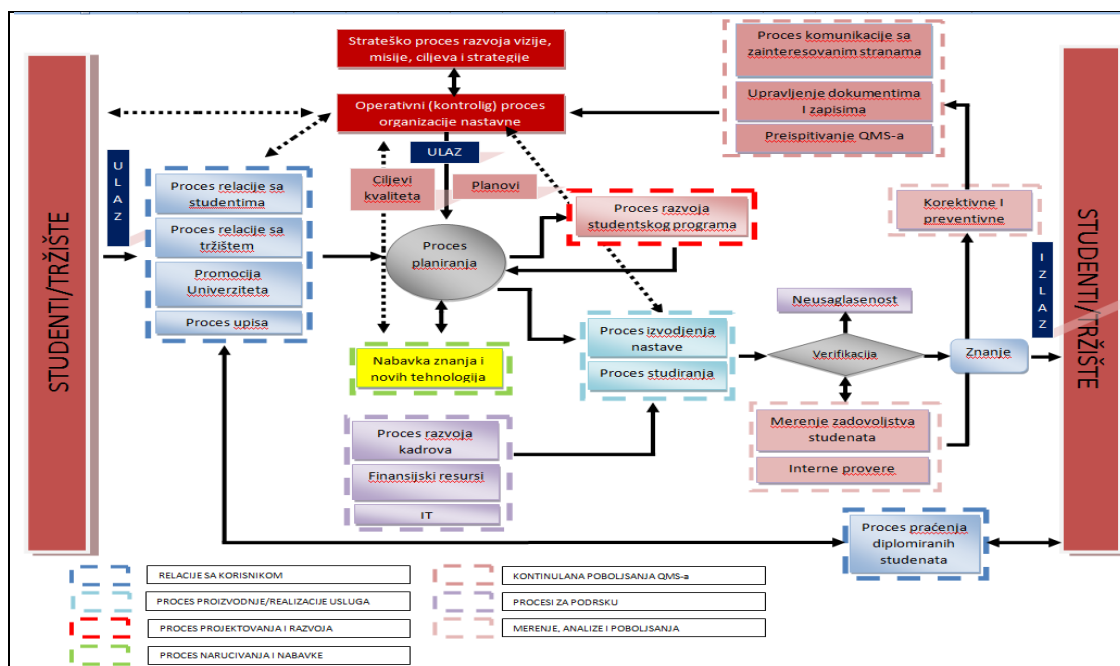 Strateško proces razvoja vizije,
misije, ciljeva i strategije
Operativni (kontrolig) proces
organizacije nastavne
Proces komunikacije sa
zainteresovanim stranama
Upravljenje dokumentima
I zapisima
Preispitivanje QMS-a
STUDENTI/TRŽIŠTE
ULAZ
Proces relacije sa
studentima
Proces relacije sa
tržištem
Promocija
Univerziteta
Proces upisa
ULAZ
Ciljevi
kvaliteta
Planovi
Proces
planiranja
Proces razvoja
studentskog programa
Korektivne I
preventivne
Nabavka znanja i
novih tehnologija
Proces izvodjenja
nastave
Proces studiranja
Neusaglasenost
Verifikacija
Znanje
IZLAZ
STUDENTI/TRŽIŠTE
Proces razvoja
kadrova
Finansijski resursi
IT
Merenje zadovoljstva
studenata
Interne provere
Proces praćenja
diplomiranih
studenata
RELACIJE SA KORISNIKOM
PROCES PROIZVODNJE/REALIZACIJE USLUGA
PROCES PROJEKTOVANJA I RAZVOJA
PROCES NARUCIVANJA I NABAVKE
KONTINULANA POBOLJSANJA QMS-a
PROCESI ZA PODRSKU
MERENJE, ANALIZE I POBOLJSANJA